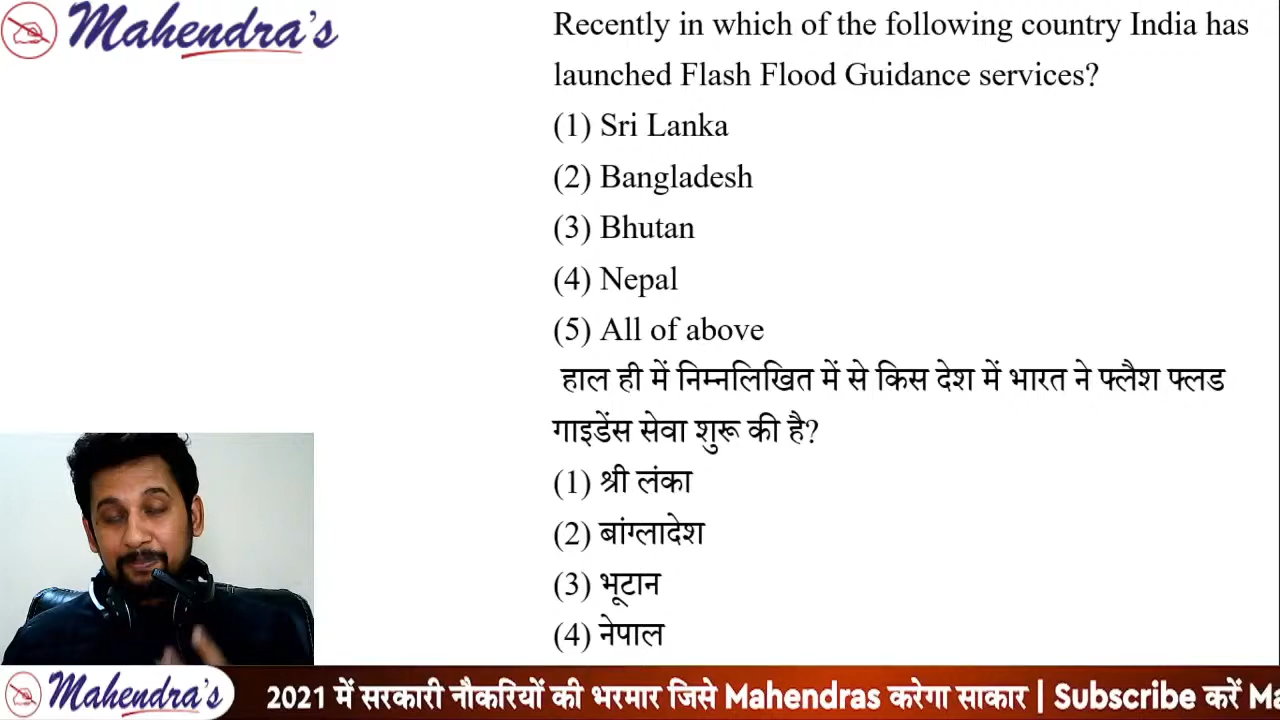 Mahendra's
Recently in which of the following country India has
launched Flash Flood Guidance services?
(1) Sri Lanka
(2) Bangladesh
(3) Bhutan
(4) Nepal
(5) All of above
हाल ही में निम्नलिखित में से किस देश में भारत ने फ्लैश फ्लड
गाइडेंस सेवा शुरू की है?
(1) श्री लंका
(2) बांग्लादेश
(3) भूटान
(4) नेपाल
Mahendra's
2021 में सरकारी नौकरियों की भरमार जिसे Mahendras करेगा साकार | Subscribe करें Ma